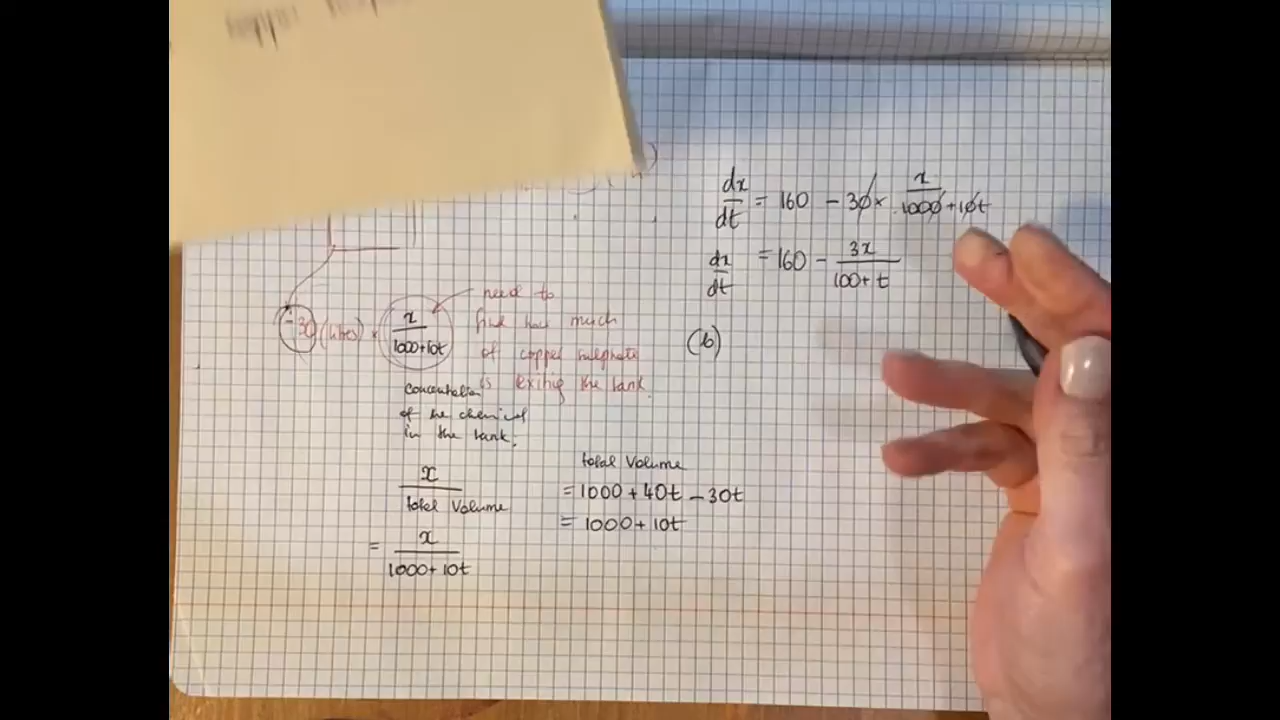 dx/dt = 160 - 30 × x/1000+10t
dx/dt = 160 - 3x/100+t
(b)
-30 (litres) × x/1000+10t
need to
find how much
of copper sulphate
is exiting the tank.
Concentration
of the chemical
in the tank.
x/total Volume
= x/1000+10t
total Volume
= 1000 + 40t - 30t
= 1000 + 10t